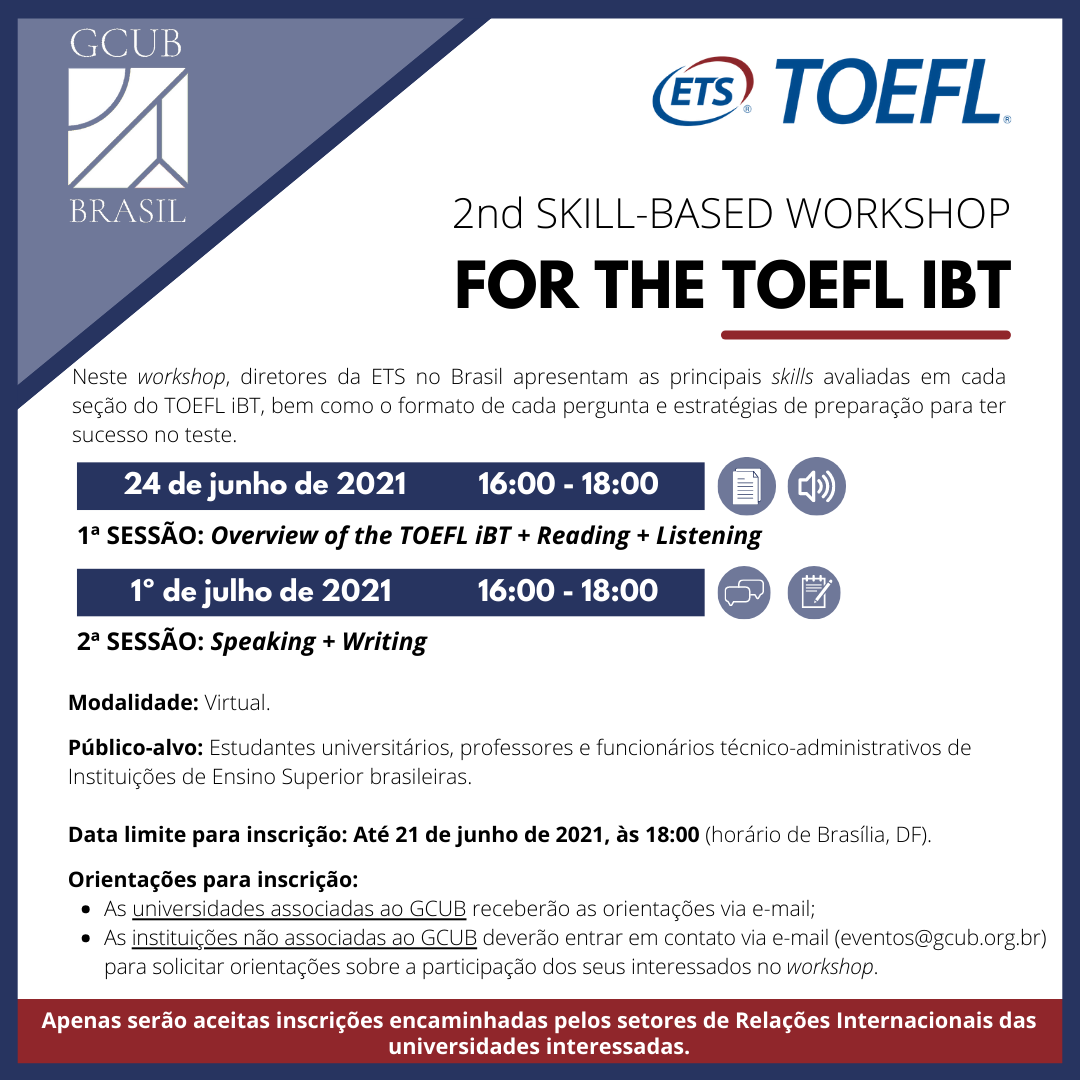 GCUB
BRASIL
ETS® TOEFL®
2nd SKILL-BASED WORKSHOP
FOR THE TOEFL IBT
Neste workshop, diretores da ETS no Brasil apresentam as principais skills avaliadas em cada
seção do TOEFL iBT, bem como o formato de cada pergunta e estratégias de preparação para ter
sucesso no teste.
24 de junho de 2021 16:00 - 18:00
1ª SESSÃO: Overview of the TOEFL iBT + Reading + Listening
1º de julho de 2021 16:00 - 18:00
2ª SESSÃO: Speaking + Writing
Modalidade: Virtual.
Público-alvo: Estudantes universitários, professores e funcionários técnico-administrativos de
Instituições de Ensino Superior brasileiras.
Data limite para inscrição: Até 21 de junho de 2021, às 18:00 (horário de Brasília, DF).
Orientações para inscrição:
• As universidades associadas ao GCUB receberão as orientações via e-mail;
• As instituições não associadas ao GCUB deverão entrar em contato via e-mail (eventos@gcub.org.br)
para solicitar orientações sobre a participação dos seus interessados no workshop.
Apenas serão aceitas inscrições encaminhadas pelos setores de Relações Internacionais das
universidades interessadas.